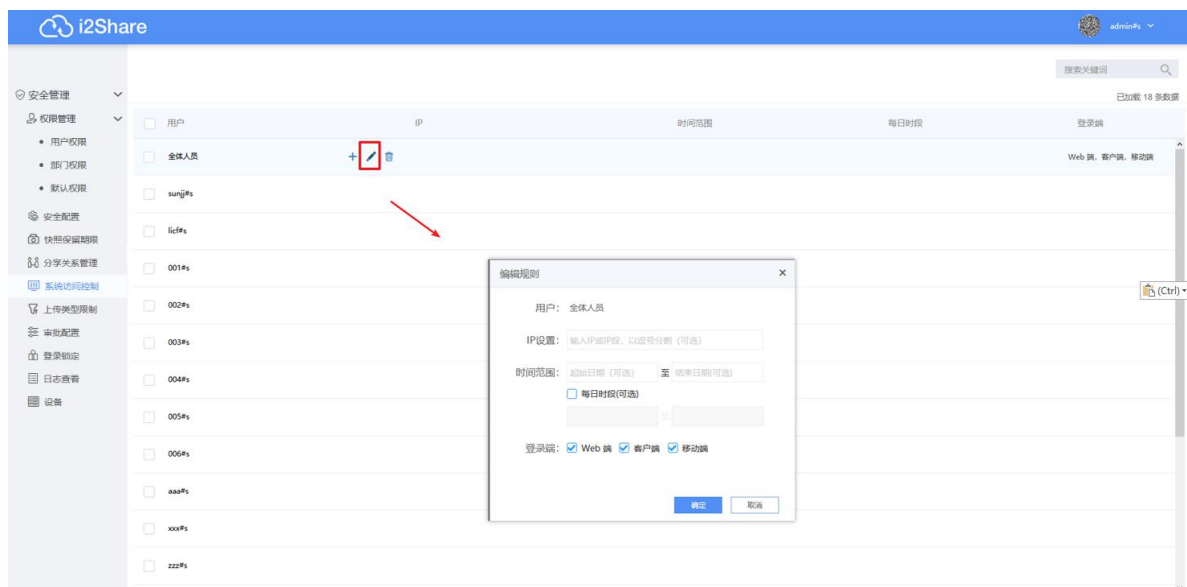 i2Share
admin#s
搜索关键词
已加载 18 条数据
安全管理
权限管理
用户权限
部门权限
默认权限
安全配置
快照保留期限
分享关系管理
系统访问控制
上传类型限制
审批配置
登录锁定
日志查看
设备
用户 IP 时间范围 每日时段 登录端
全体人员 Web 端, 客户端, 移动端
sunjj#s
licf#s
001#s
002#s
003#s
004#s
005#s
006#s
aaa#s
xxx#s
zzz#s
编辑规则
用户: 全体人员
IP设置: 输入IP或IP段, 以逗号分割 (可选)
时间范围: 起始日期 (可选) 至 结束日期(可选)
每日时段(可选)
至
登录端: Web 端 客户端 移动端
确定 取消
(Ctrl)